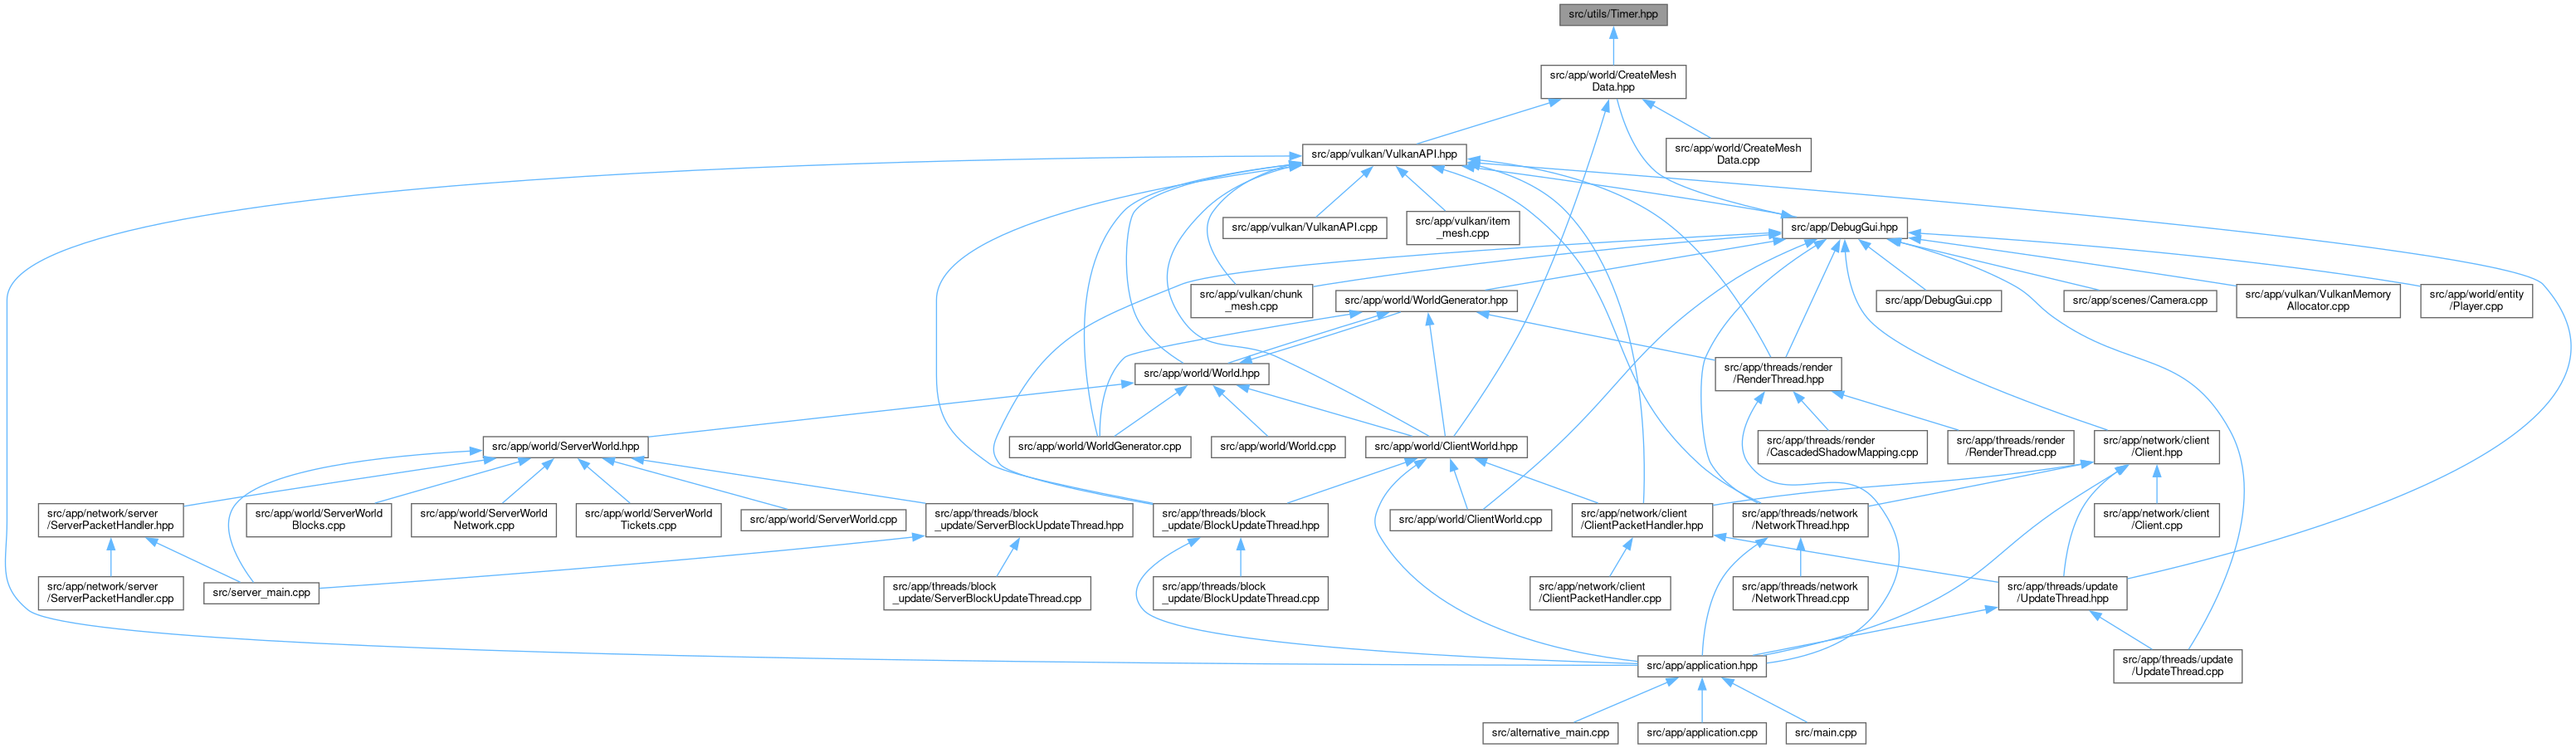 src/utils/Timer.hpp
src/app/world/CreateMesh
Data.hpp
src/app/world/CreateMesh
Data.cpp
src/app/vulkan/VulkanAPI.hpp
src/app/vulkan/VulkanAPI.cpp
src/app/vulkan/item
_mesh.cpp
src/app/DebugGui.hpp
src/app/vulkan/chunk
_mesh.cpp
src/app/world/WorldGenerator.hpp
src/app/DebugGui.cpp
src/app/scenes/Camera.cpp
src/app/vulkan/VulkanMemory
Allocator.cpp
src/app/world/entity
/Player.cpp
src/app/world/World.hpp
src/app/threads/render
/RenderThread.hpp
src/app/world/ServerWorld.hpp
src/app/world/WorldGenerator.cpp
src/app/world/World.cpp
src/app/world/ClientWorld.hpp
src/app/threads/render
/CascadedShadowMapping.cpp
src/app/threads/render
/RenderThread.cpp
src/app/network/client
/Client.hpp
src/app/network/server
/ServerPacketHandler.hpp
src/app/world/ServerWorld
Blocks.cpp
src/app/world/ServerWorld
Network.cpp
src/app/world/ServerWorld
Tickets.cpp
src/app/world/ServerWorld.cpp
src/app/threads/block
_update/ServerBlockUpdateThread.hpp
src/app/threads/block
_update/BlockUpdateThread.hpp
src/app/world/ClientWorld.cpp
src/app/network/client
/ClientPacketHandler.hpp
src/app/threads/network
/NetworkThread.hpp
src/app/network/client
/Client.cpp
src/app/network/server
/ServerPacketHandler.cpp
src/server_main.cpp
src/app/threads/block
_update/ServerBlockUpdateThread.cpp
src/app/threads/block
_update/BlockUpdateThread.cpp
src/app/network/client
/ClientPacketHandler.cpp
src/app/threads/network
/NetworkThread.cpp
src/app/threads/update
/UpdateThread.hpp
src/app/application.hpp
src/app/threads/update
/UpdateThread.cpp
src/alternative_main.cpp
src/app/application.cpp
src/main.cpp